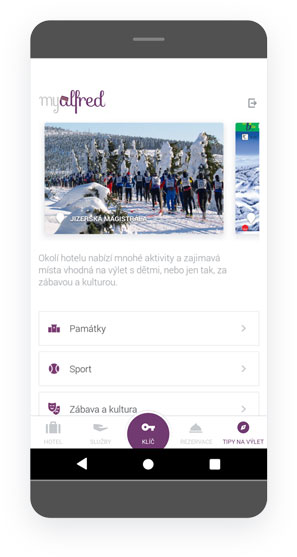 myalfred
JIZERSKÁ MAGISTRÁLA
Okolí hotelu nabízí mnohé aktivity a zajímavá
místa vhodná na výlet s dětmi, nebo jen tak, za
zábavou a kulturou.
Památky
Sport
Zábava a kultura
HOTEL
SLUŽBY
KLÍČ
REZERVACE
TIPY NA VÝLET